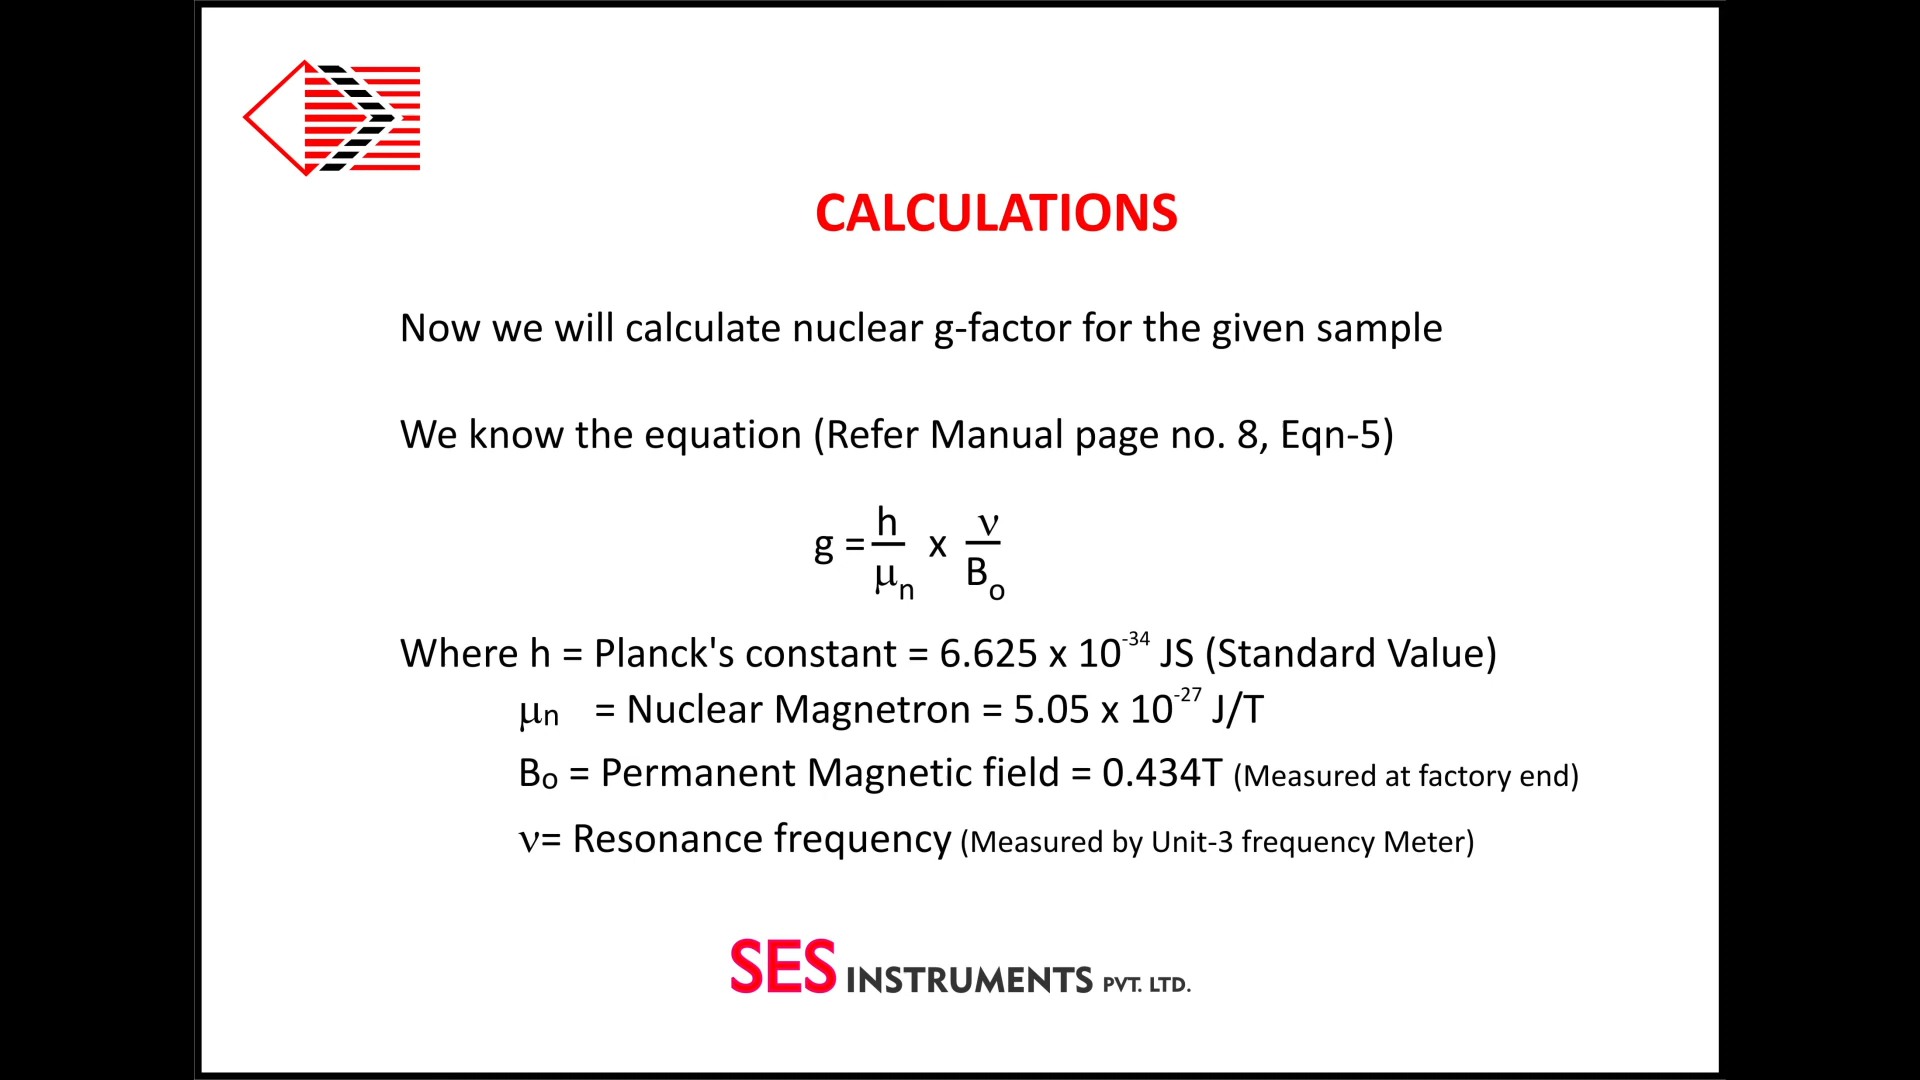 CALCULATIONS
Now we will calculate nuclear g-factor for the given sample
We know the equation (Refer Manual page no. 8, Eqn-5)
g = h/μn x ν/Bo
Where h = Planck's constant = 6.625 x 10^-34 JS (Standard Value)
μn = Nuclear Magnetron = 5.05 x 10^-27 J/T
Bo = Permanent Magnetic field = 0.434T (Measured at factory end)
ν= Resonance frequency (Measured by Unit-3 frequency Meter)
SES INSTRUMENTS PVT. LTD.